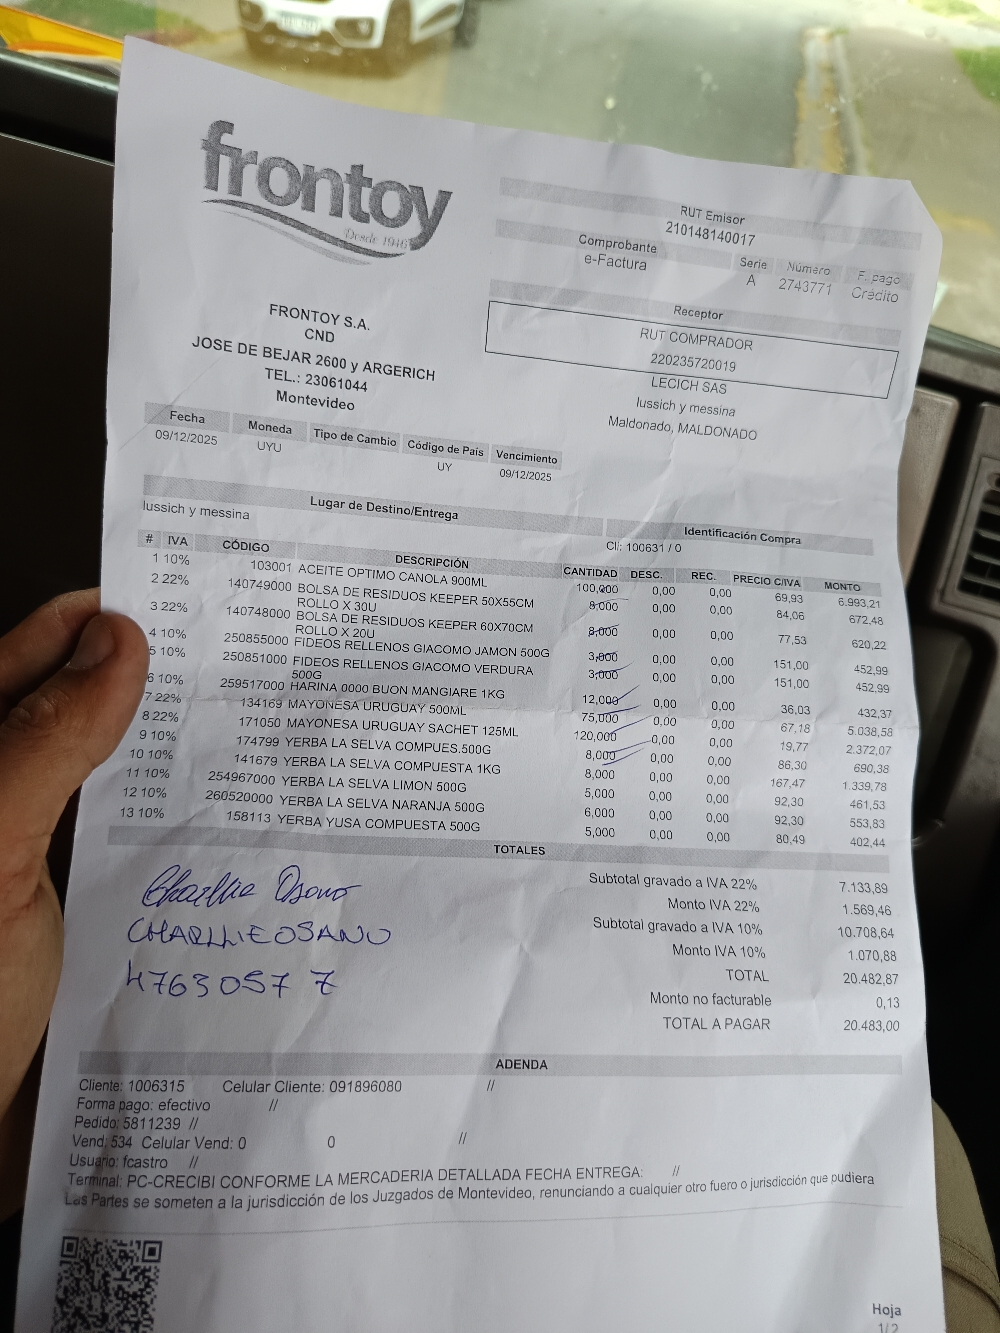 frontoy
Desde 1946
RUT Emisor
210148140017
Comprobante Serie Número F. pago
e-Factura A 2743771 Crédito
Receptor
RUT COMPRADOR
220235720019
LECICH SAS
lussich y messina
Maldonado, MALDONADO
FRONTOY S.A.
CND
JOSE DE BEJAR 2600 y ARGERICH
TEL.: 23061044
Montevideo
Fecha Moneda Tipo de Cambio Código de País Vencimiento
09/12/2025 UYU UY 09/12/2025
Lugar de Destino/Entrega Identificación Compra
lussich y messina Cli: 100631 / 0
# IVA CÓDIGO DESCRIPCIÓN CANTIDAD DESC. REC. PRECIO C/IVA MONTO
1 10% 103001 ACEITE OPTIMO CANOLA 900ML 100,000 0,00 0,00 69,93 6.993,21
2 22% 140749000 BOLSA DE RESIDUOS KEEPER 50X55CM 8,000 0,00 0,00 84,06 672,48
ROLLO X 30U
3 22% 140748000 BOLSA DE RESIDUOS KEEPER 60X70CM 8,000 0,00 0,00 77,53 620,22
ROLLO X 20U
4 10% 250855000 FIDEOS RELLENOS GIACOMO JAMON 500G 3,000 0,00 0,00 151,00 452,99
5 10% 250851000 FIDEOS RELLENOS GIACOMO VERDURA 3,000 0,00 0,00 151,00 452,99
500G
6 10% 259517000 HARINA 0000 BUON MANGIARE 1KG 12,000 0,00 0,00 36,03 432,37
7 22% 134169 MAYONESA URUGUAY 500ML 75,000 0,00 0,00 67,18 5.038,58
8 22% 171050 MAYONESA URUGUAY SACHET 125ML 120,000 0,00 0,00 19,77 2.372,07
9 10% 174799 YERBA LA SELVA COMPUES.500G 8,000 0,00 0,00 86,30 690,38
10 10% 141679 YERBA LA SELVA COMPUESTA 1KG 8,000 0,00 0,00 167,47 1.339,78
11 10% 254967000 YERBA LA SELVA LIMON 500G 5,000 0,00 0,00 92,30 461,53
12 10% 260520000 YERBA LA SELVA NARANJA 500G 6,000 0,00 0,00 92,30 553,83
13 10% 158113 YERBA YUSA COMPUESTA 500G 5,000 0,00 0,00 80,49 402,44
TOTALES
Subtotal gravado a IVA 22% 7.133,89
Monto IVA 22% 1.569,46
Subtotal gravado a IVA 10% 10.708,64
Monto IVA 10% 1.070,88
TOTAL 20.482,87
Monto no facturable 0,13
TOTAL A PAGAR 20.483,00
Charllie Osano
CHARLLIE OSANO
4763057 7
ADENDA
Cliente: 1006315 Celular Cliente: 091896080 //
Forma pago: efectivo //
Pedido: 5811239 //
Vend: 534 Celular Vend: 0 0 //
Usuario: fcastro //
Terminal: PC-CRECIBI CONFORME LA MERCADERIA DETALLADA FECHA ENTREGA: //
Las Partes se someten a la jurisdicción de los Juzgados de Montevideo, renunciando a cualquier otro fuero o jurisdicción que pudiera
Hoja
1/2